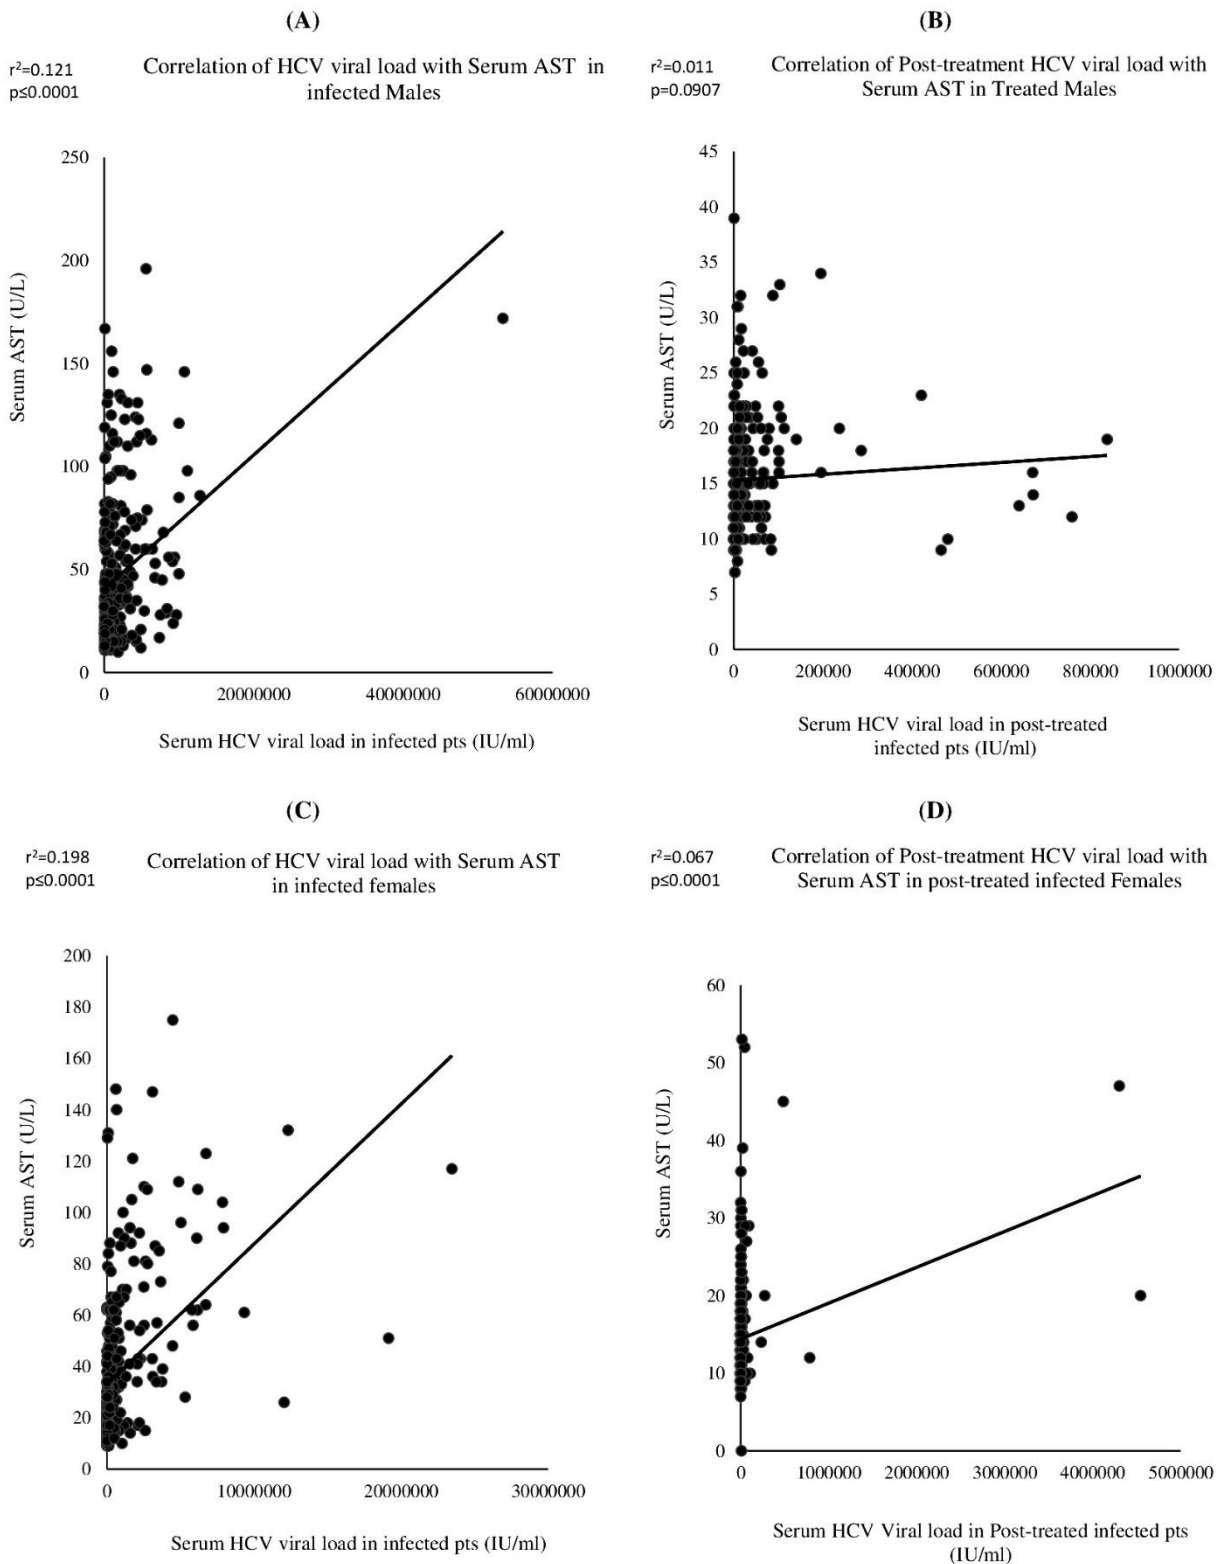 (A)
r²=0.121
p≤0.0001
Correlation of HCV viral load with Serum AST in
infected Males
250
200
150
100
50
0
Serum AST (U/L)
0
20000000
40000000
60000000
Serum HCV viral load in infected pts (IU/ml)
(B)
r²=0.011
p=0.0907
Correlation of Post-treatment HCV viral load with
Serum AST in Treated Males
45
40
35
30
25
20
15
10
5
0
Serum AST (U/L)
0
200000
400000
600000
800000
1000000
Serum HCV viral load in post-treated
infected pts (IU/ml)
(C)
r²=0.198
p≤0.0001
Correlation of HCV viral load with Serum AST
in infected females
200
180
160
140
120
100
80
60
40
20
0
Serum AST (U/L)
0
10000000
20000000
30000000
Serum HCV viral load in infected pts (IU/ml)
(D)
r²=0.067
p≤0.0001
Correlation of Post-treatment HCV viral load with
Serum AST in post-treated infected Females
60
50
40
30
20
10
0
Serum AST (U/L)
0
1000000
2000000
3000000
4000000
5000000
Serum HCV Viral load in Post-treated infected pts
(IU/ml)